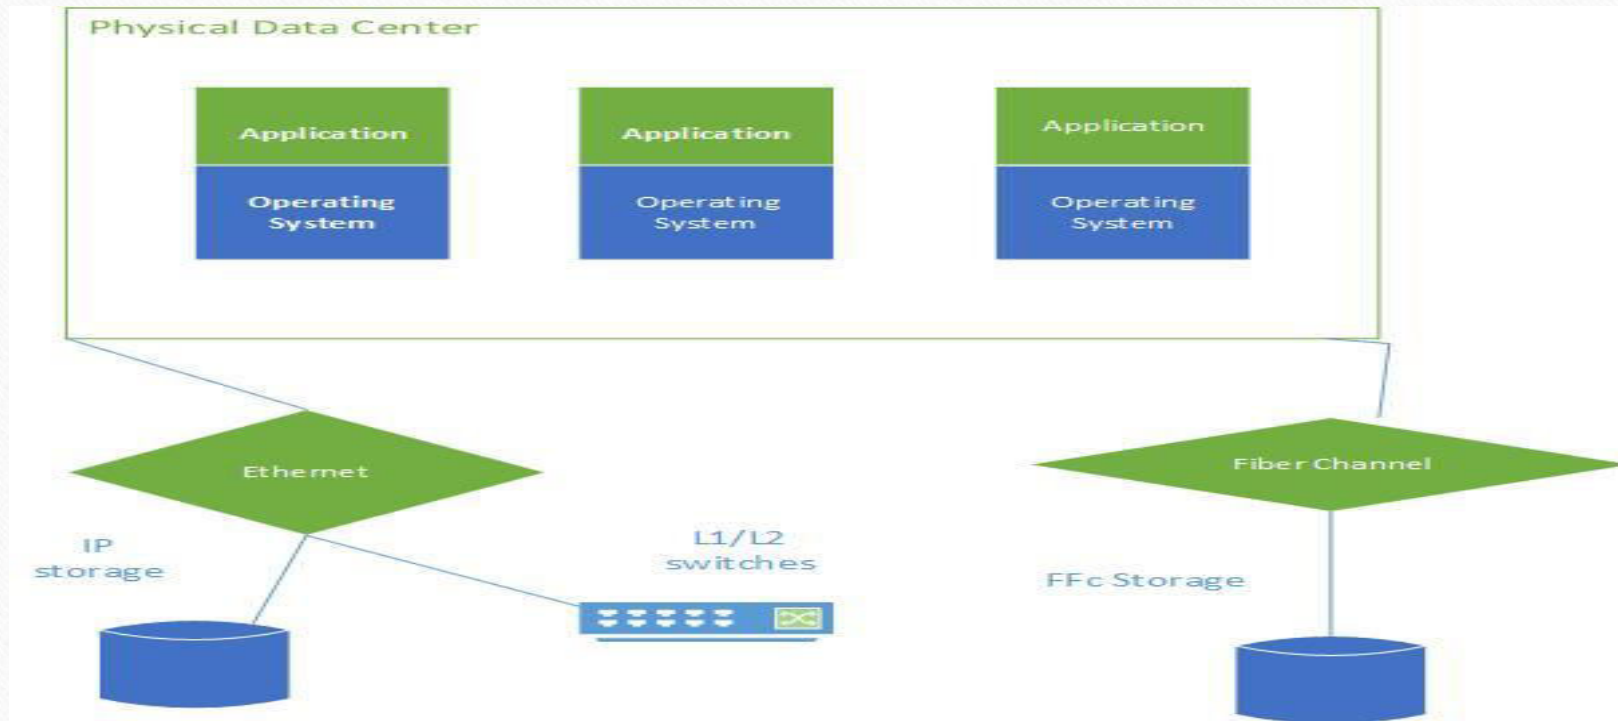 Physical Data Center
Application
Operating
System
Application
Operating
System
Application
Operating
System
Ethernet
Fiber Channel
IP
storage
L1/L2
switches
FFc Storage